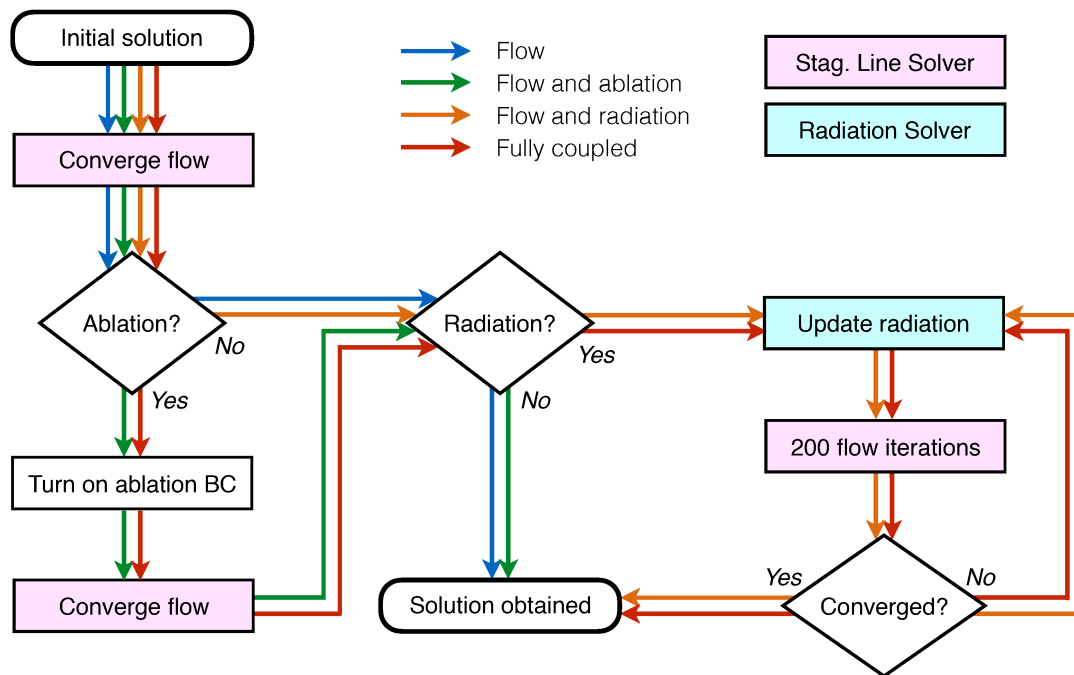 Initial solution
Flow
Flow and ablation
Flow and radiation
Fully coupled
Stag. Line Solver
Radiation Solver
Converge flow
Ablation?
No
Yes
Radiation?
Yes
No
Update radiation
200 flow iterations
Turn on ablation BC
Converge flow
Solution obtained
Yes
No
Converged?